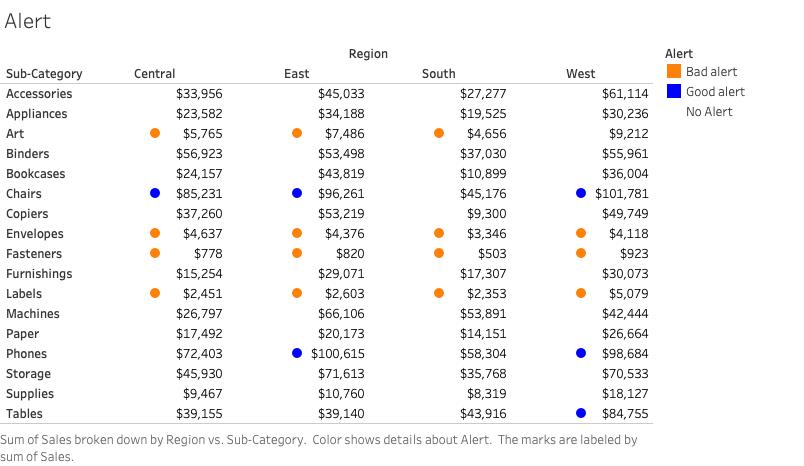 Alert
Region
Alert
Sub-Category Central East South West
Bad alert
Good alert
No Alert
Accessories $33,956 $45,033 $27,277 $61,114
Appliances $23,582 $34,188 $19,525 $30,236
Art $5,765 $7,486 $4,656 $9,212
Binders $56,923 $53,498 $37,030 $55,961
Bookcases $24,157 $43,819 $10,899 $36,004
Chairs $85,231 $96,261 $45,176 $101,781
Copiers $37,260 $53,219 $9,300 $49,749
Envelopes $4,637 $4,376 $3,346 $4,118
Fasteners $778 $820 $503 $923
Furnishings $15,254 $29,071 $17,307 $30,073
Labels $2,451 $2,603 $2,353 $5,079
Machines $26,797 $66,106 $53,891 $42,444
Paper $17,492 $20,173 $14,151 $26,664
Phones $72,403 $100,615 $58,304 $98,684
Storage $45,930 $71,613 $35,768 $70,533
Supplies $9,467 $10,760 $8,319 $18,127
Tables $39,155 $39,140 $43,916 $84,755
Sum of Sales broken down by Region vs. Sub-Category.  Color shows details about Alert.  The marks are labeled by
sum of Sales.